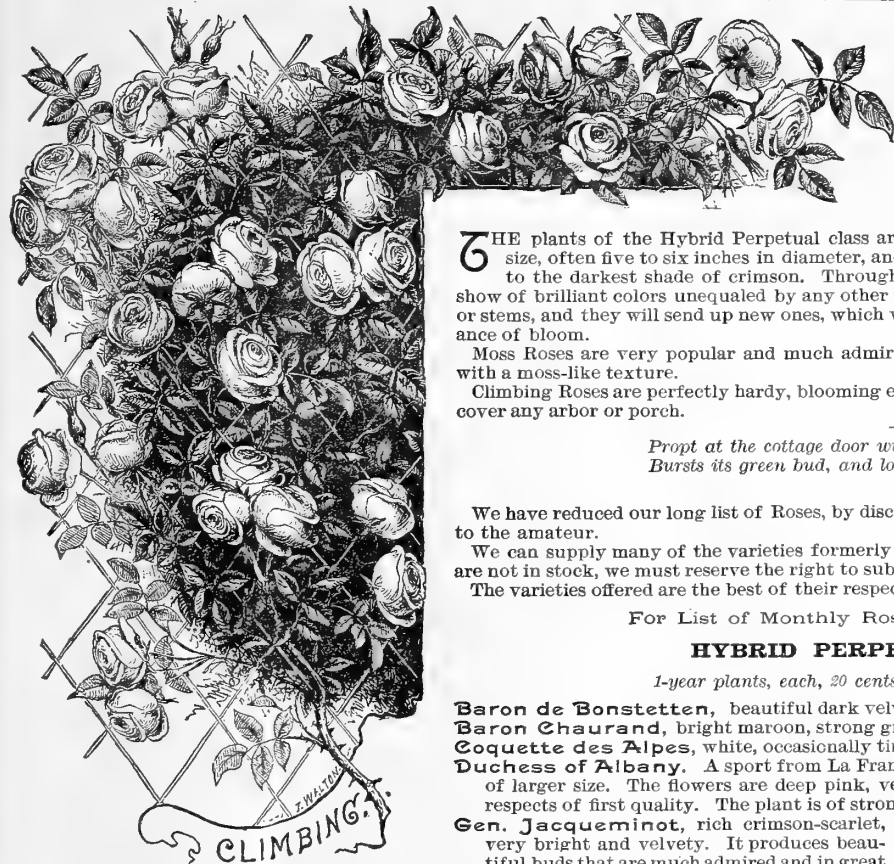 THE plants of the Hybrid Perpetual class ar
size, often five to six inches in diameter, an
to the darkest shade of crimson. Through
show of brilliant colors unequaled by any other
or stems, and they will send up new ones, which
ance of bloom.
Moss Roses are very popular and much admir
with a moss-like texture.
Climbing Roses are perfectly hardy, blooming e
cover any arbor or porch.
Propt at the cottage door wi
Bursts its green bud, and lo
We have reduced our long list of Roses, by disc
to the amateur.
We can supply many of the varieties formerly
are not in stock, we must reserve the right to sub
The varieties offered are the best of their respec
For List of Monthly Ros
HYBRID PERPE
1-year plants, each, 20 cents
Baron de Bonstetten, beautiful dark vel
Baron Chaurand, bright maroon, strong g
Coquette des Alpes, white, occasionally ti
Duchess of Albany. A sport from La Fran
of larger size. The flowers are deep pink, ve
respects of first quality. The plant is of stron
Gen. Jacqueminot, rich crimson-scarlet,
very bright and velvety. It produces beau-
tiful buds that are much admired and in great
J. WALTON.
CLIMBING.